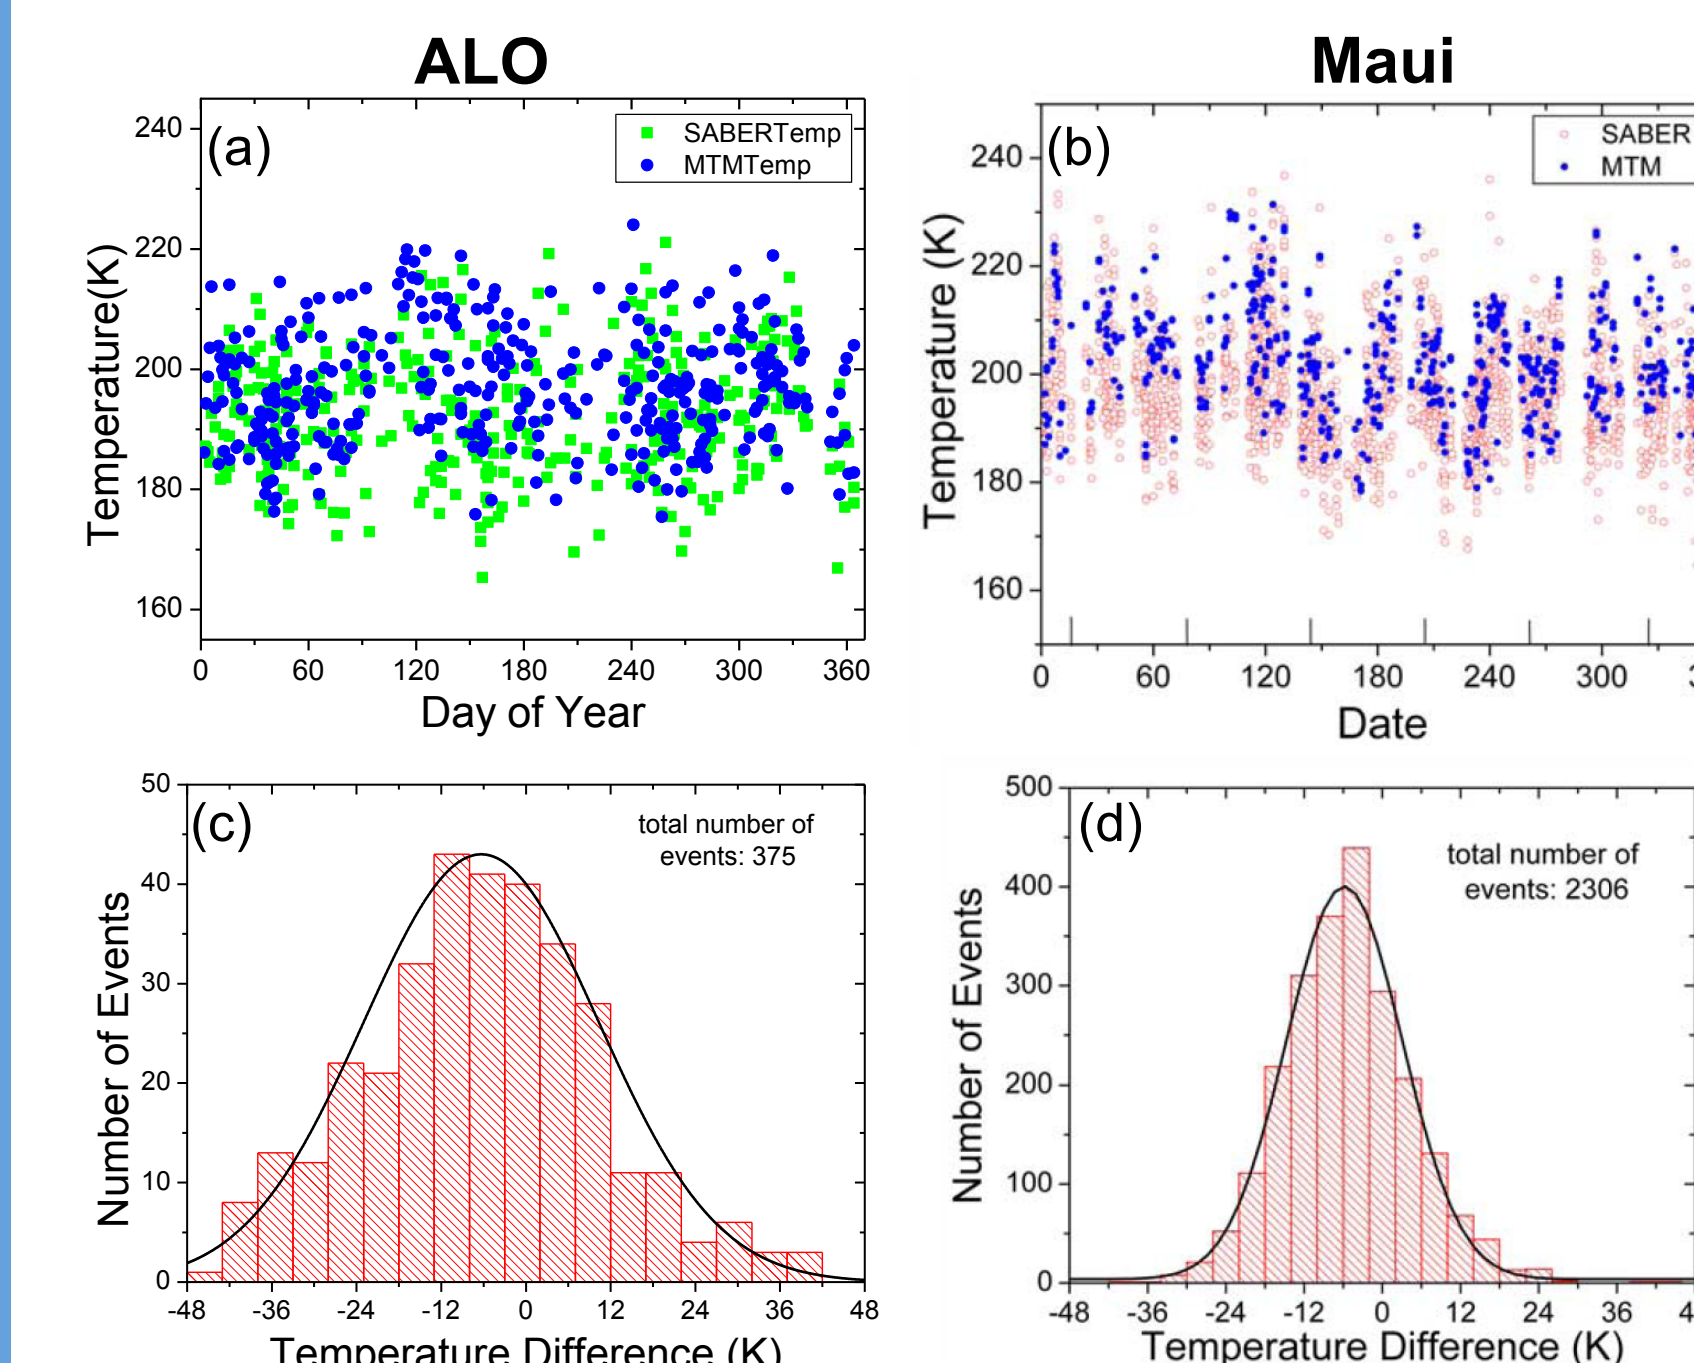 ALO
Maui
(a)
SABERTemp
MTMTemp
240
220
200
180
160
Temperature(K)
0 60 120 180 240 300 360
Day of Year
(b)
SABER
MTM
240
220
200
180
160
Temperature (K)
0 60 120 180 240 300
Date
(c)
total number of
events: 375
50
40
30
20
10
0
Number of Events
-48 -36 -24 -12 0 12 24 36 48
Temperature Difference (K)
(d)
total number of
events: 2306
500
400
300
200
100
0
Number of Events
-48 -36 -24 -12 0 12 24 36
Temperature Difference (K)